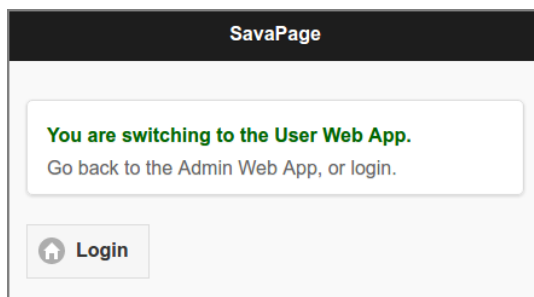 SavaPage
You are switching to the User Web App.
Go back to the Admin Web App, or login.
Login